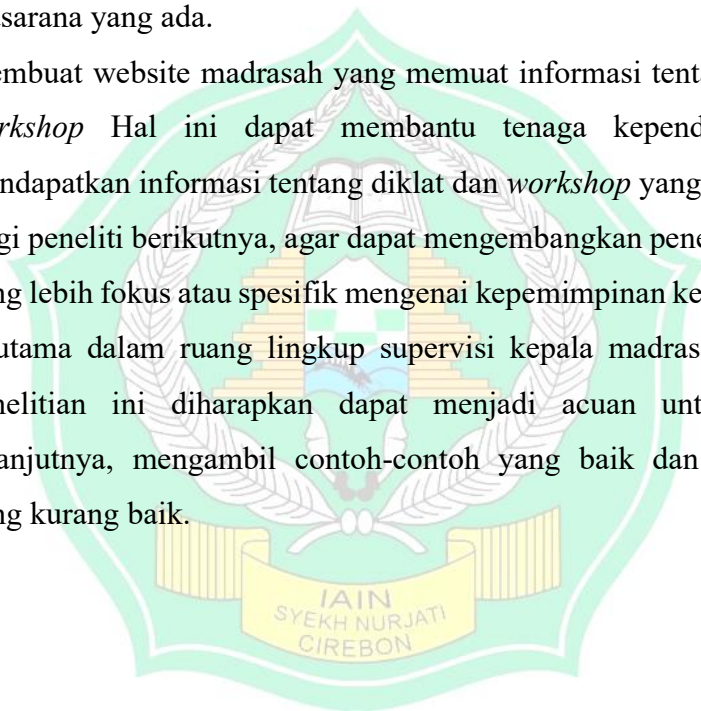 asarana yang ada.
embuat website madrasah yang memuat informasi tenta
rkshop Hal ini dapat membantu tenaga kepend
ndapatkan informasi tentang diklat dan workshop yang
gi peneliti berikutnya, agar dapat mengembangkan pene
ng lebih fokus atau spesifik mengenai kepemimpinan ke
utama dalam ruang lingkup supervisi kepala madras
nelitian ini diharapkan dapat menjadi acuan unt
anjutnya, mengambil contoh-contoh yang baik dan
ng kurang baik.
IAIN
SYEKH NURJATI
CIREBON